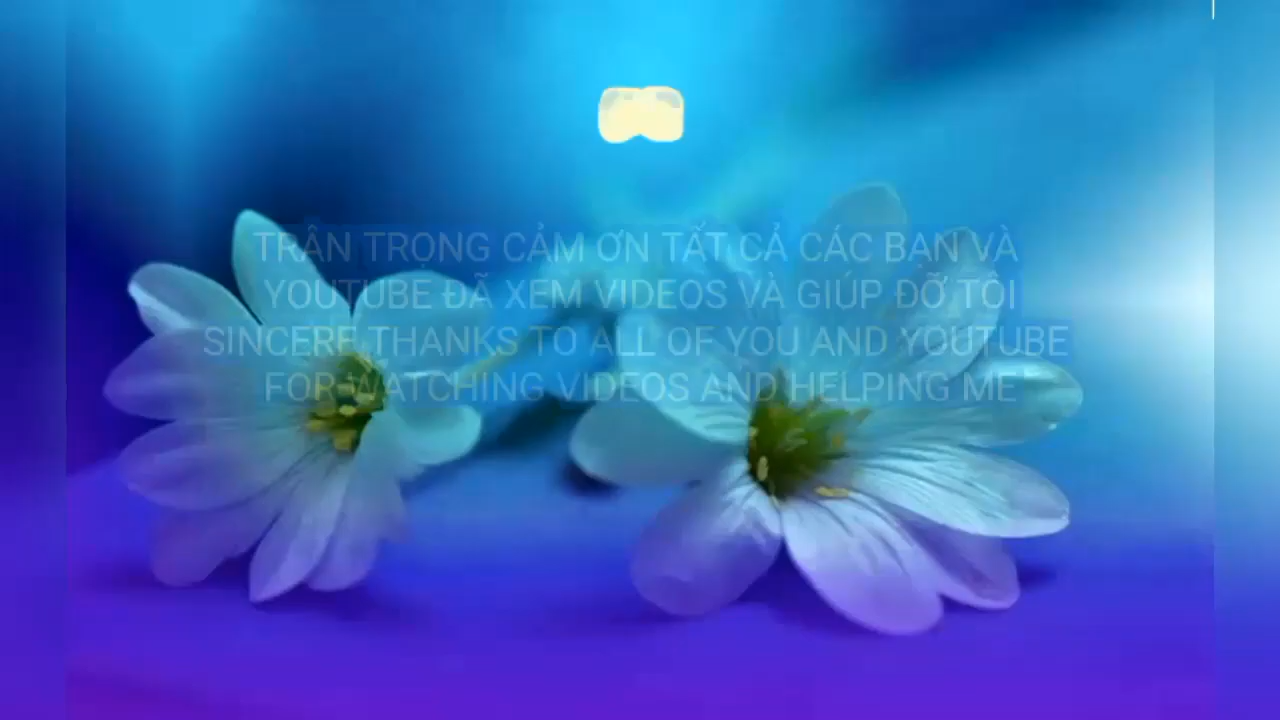 TRÂN TRỌNG CẢM ƠN TẤT CẢ CÁC BẠN VÀ
YOUTUBE ĐÃ XEM VIDEOS VÀ GIÚP ĐỠ TÔI
SINCERE THANKS TO ALL OF YOU AND YOUTUBE
FOR WATCHING VIDEOS AND HELPING ME